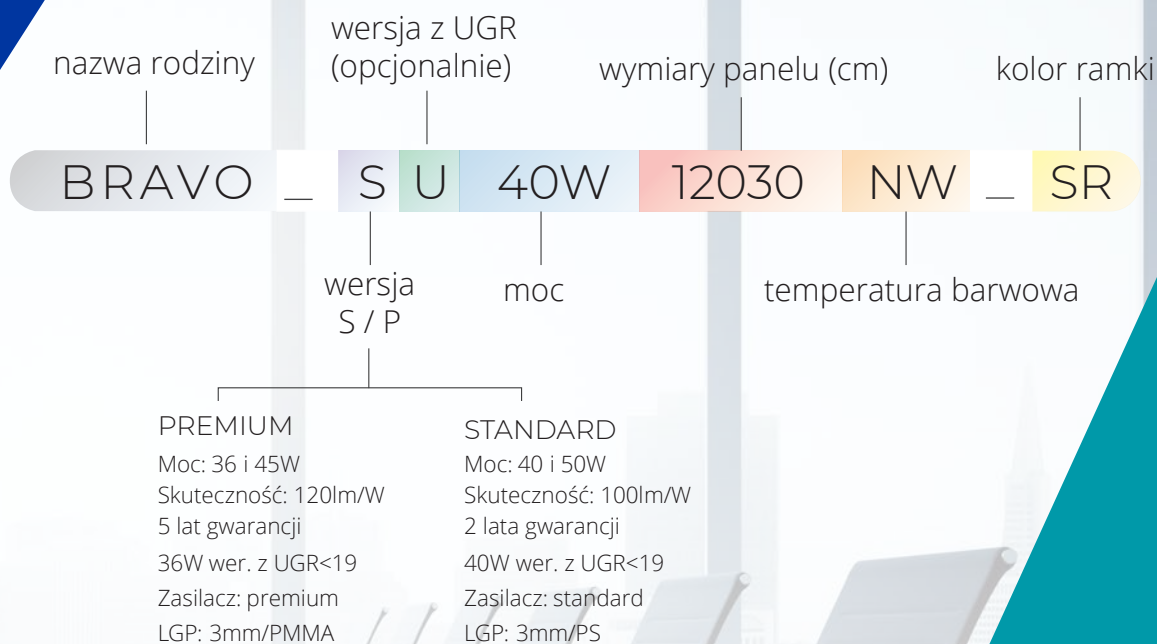 nazwa rodziny
wersja z UGR
(opcjonalnie)
wymiary panelu (cm)
kolor ramki
BRAVO _ S U 40W 12030 NW _ SR
wersja
S / P
moc
temperatura barwowa
PREMIUM
Moc: 36 i 45W
Skuteczność: 120lm/W
5 lat gwarancji
36W wer. z UGR<19
Zasilacz: premium
LGP: 3mm/PMMA
STANDARD
Moc: 40 i 50W
Skuteczność: 100lm/W
2 lata gwarancji
40W wer. z UGR<19
Zasilacz: standard
LGP: 3mm/PS